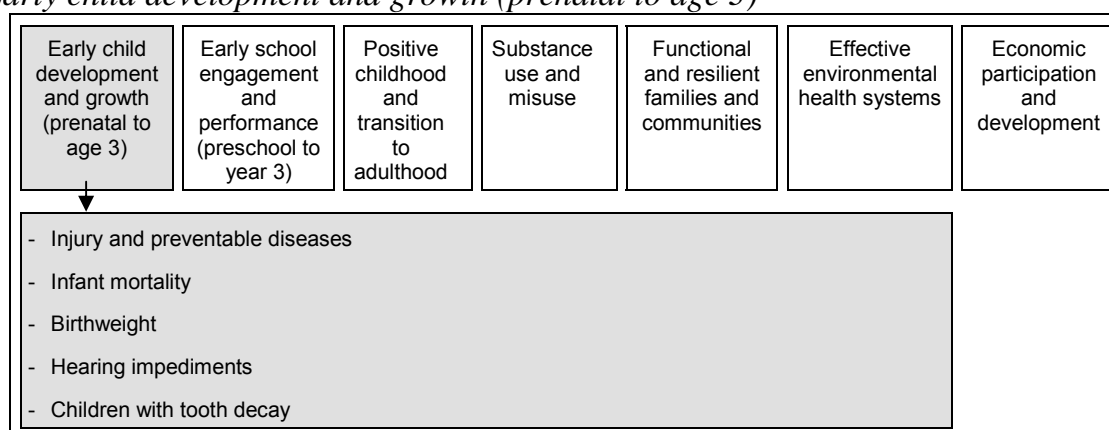 early child development and growth (prenatal to age 3)
Early child
development
and growth
(prenatal to
age 3)
Early school
engagement
and
performance
(preschool to
year 3)
Positive
childhood
and
transition
to
adulthood
Substance
use and
misuse
Functional
and resilient
families and
communities
Effective
environmental
health systems
Economic
participation
and
development
- Injury and preventable diseases
- Infant mortality
- Birthweight
- Hearing impediments
- Children with tooth decay